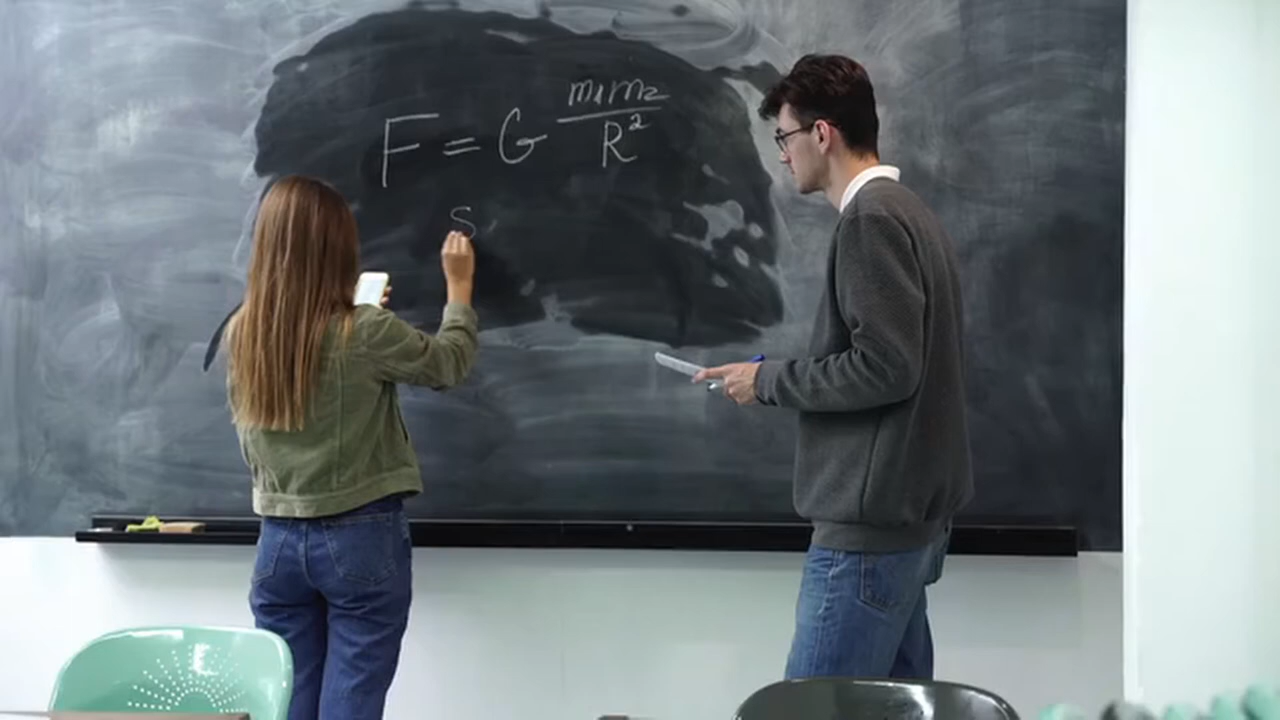 F = G m₁m₂/R²
S